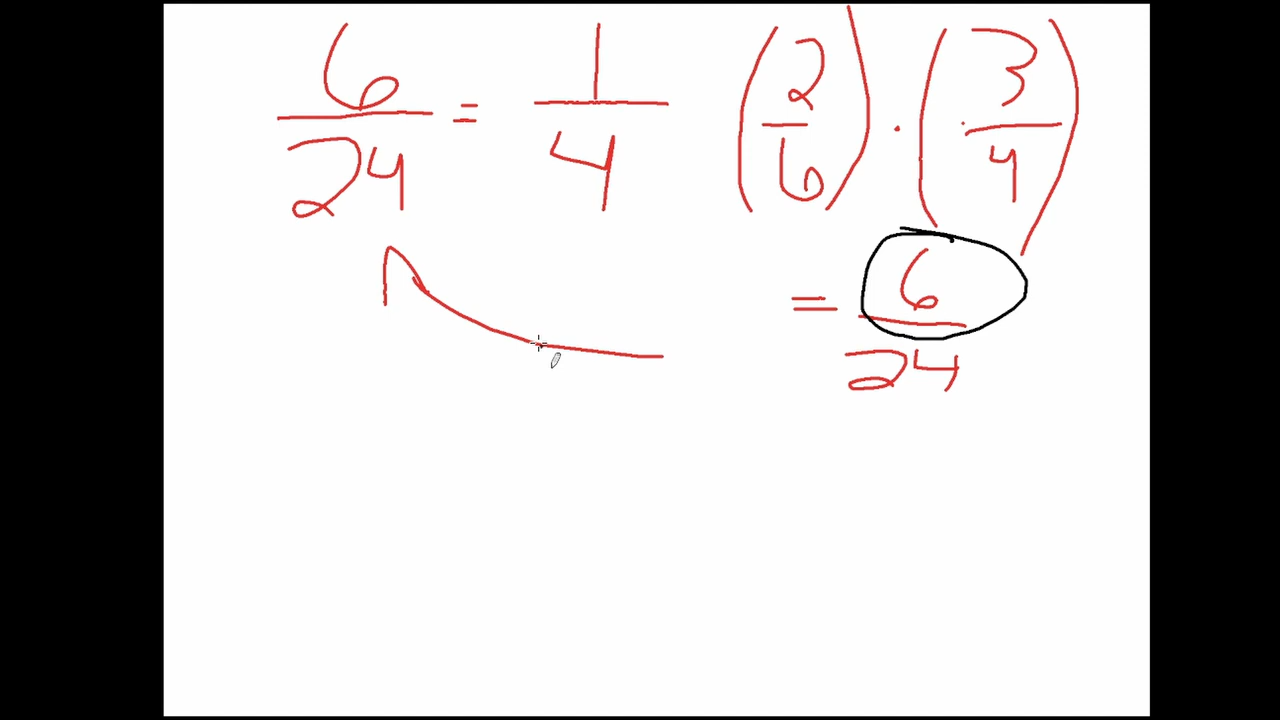 6/24 = 1/4 (2/6) · (3/4)
= 6/24